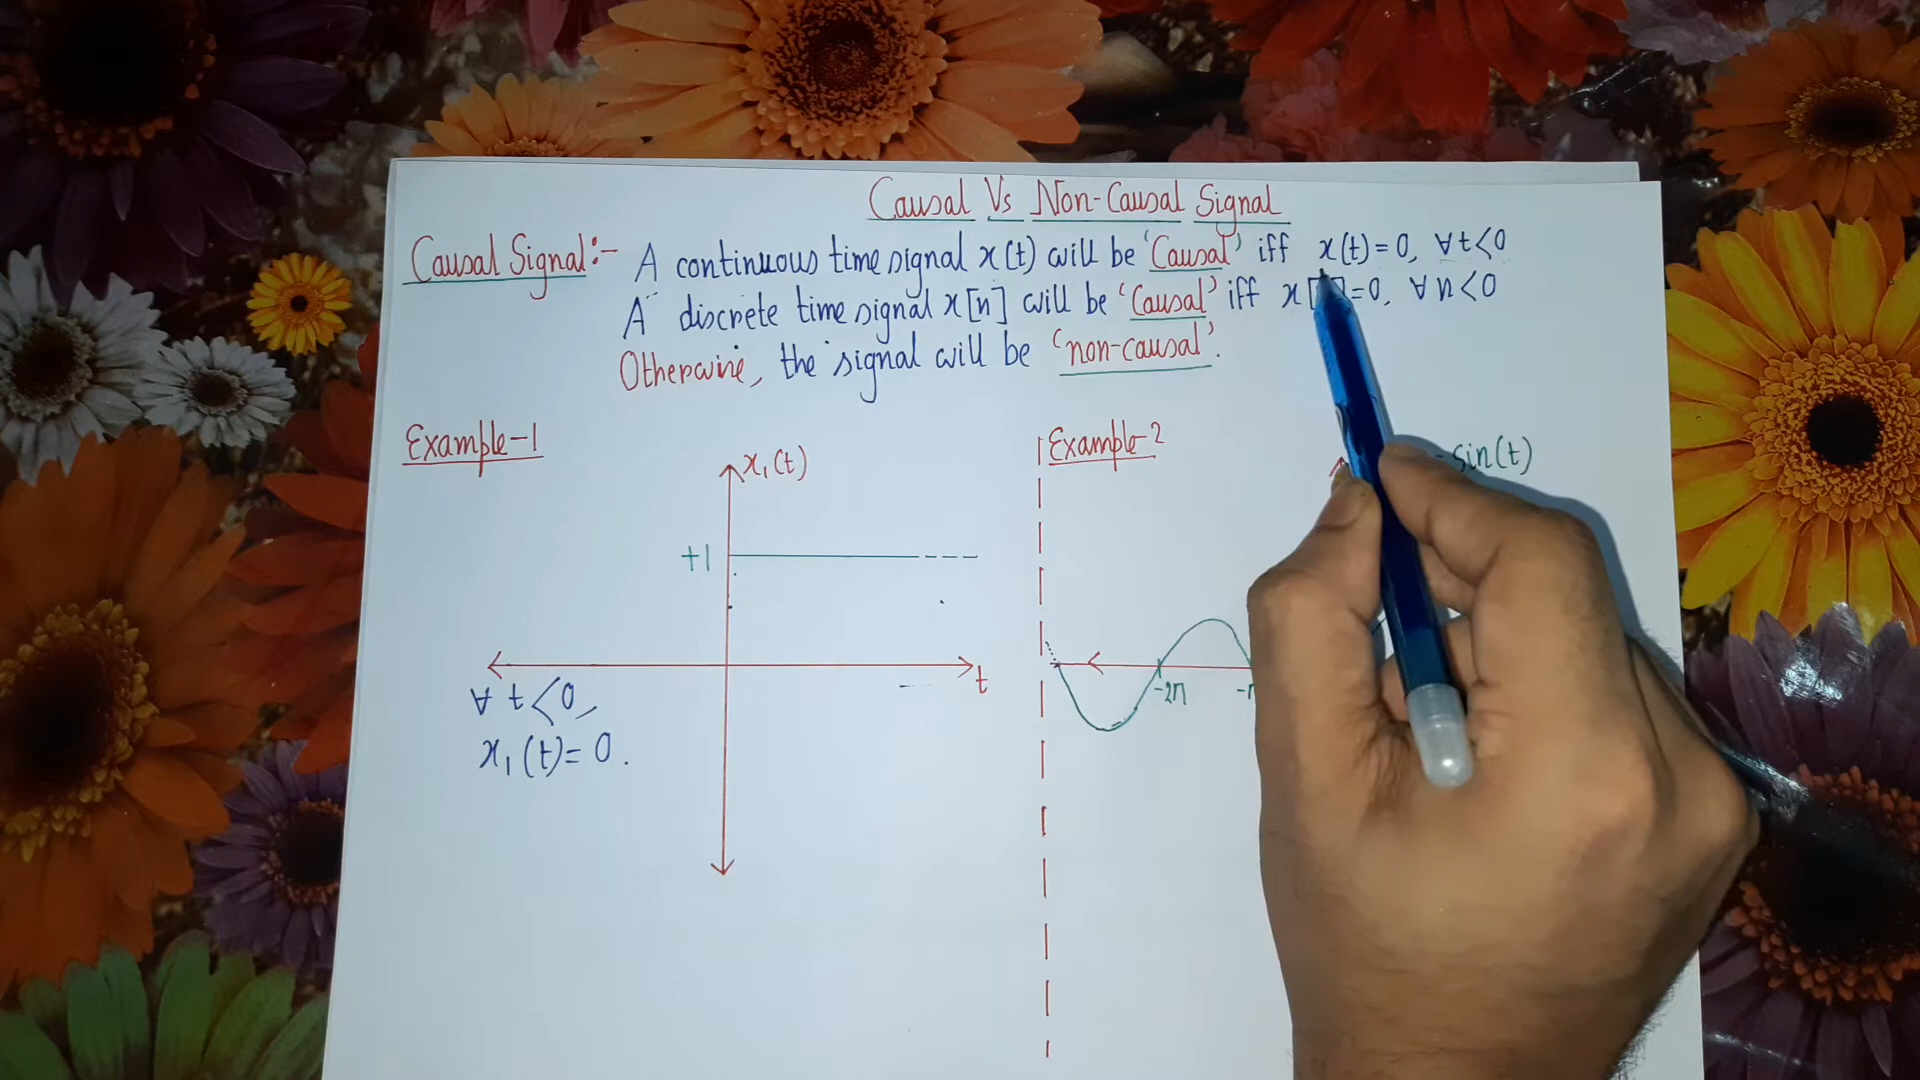 Causal Vs Non-Causal Signal
Causal Signal:- A continuous time signal x(t) will be 'Causal' iff x(t)=0, ∀ t<0
A discrete time signal x[n] will be 'Causal' iff x[ ]=0, ∀ n<0
Otherwise, the signal will be 'non-causal'.
Example-1
x₁(t)
+1
t
∀ t<0,
x₁(t)= 0.
Example-2
sin(t)
-2π